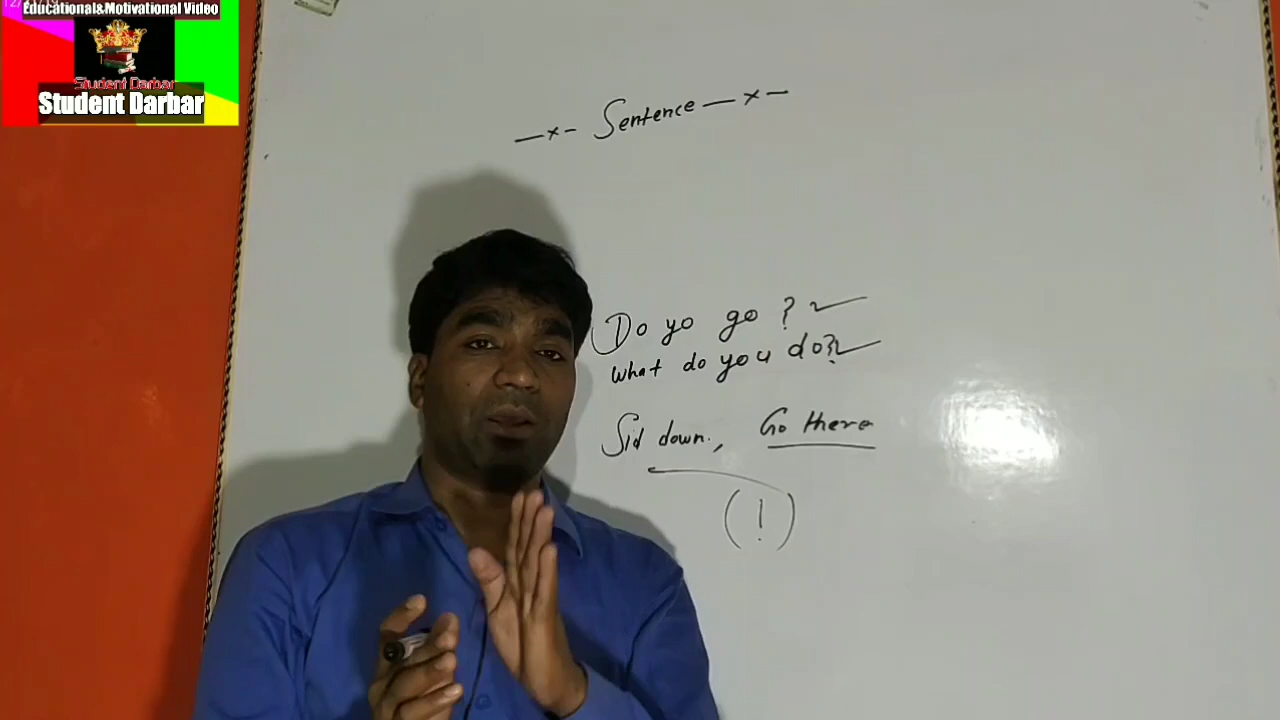 Educational&Motivational Video
Student Darbar
Student Darbar
—x- Sentence —x—
Do yo go ?
What do you do?
Sid down., Go there
(!)